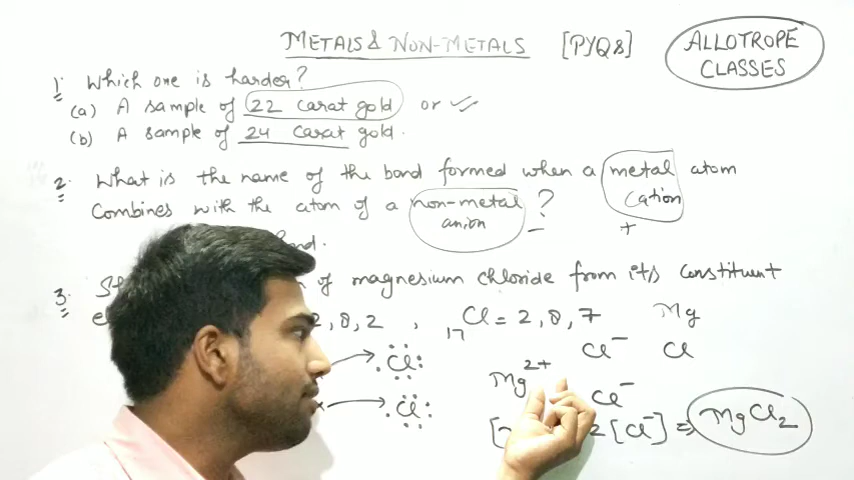 METALS & NON-METALS [PYQs]
ALLOTROPE
CLASSES
1. Which one is harder?
(a) A sample of 22 carat gold or ✓
(b) A sample of 24 carat gold.
2. What is the name of the bond formed when a metal atom
cation
+
Combines with the atom of a non-metal ?
anion
3. of magnesium chloride from its constituent
2, 8, 2 , 17Cl = 2, 8, 7
Mg
Cl
Cl
Cl⁻
Cl
Mg²⁺
Cl⁻
[ 2[Cl⁻] ⇒ MgCl₂